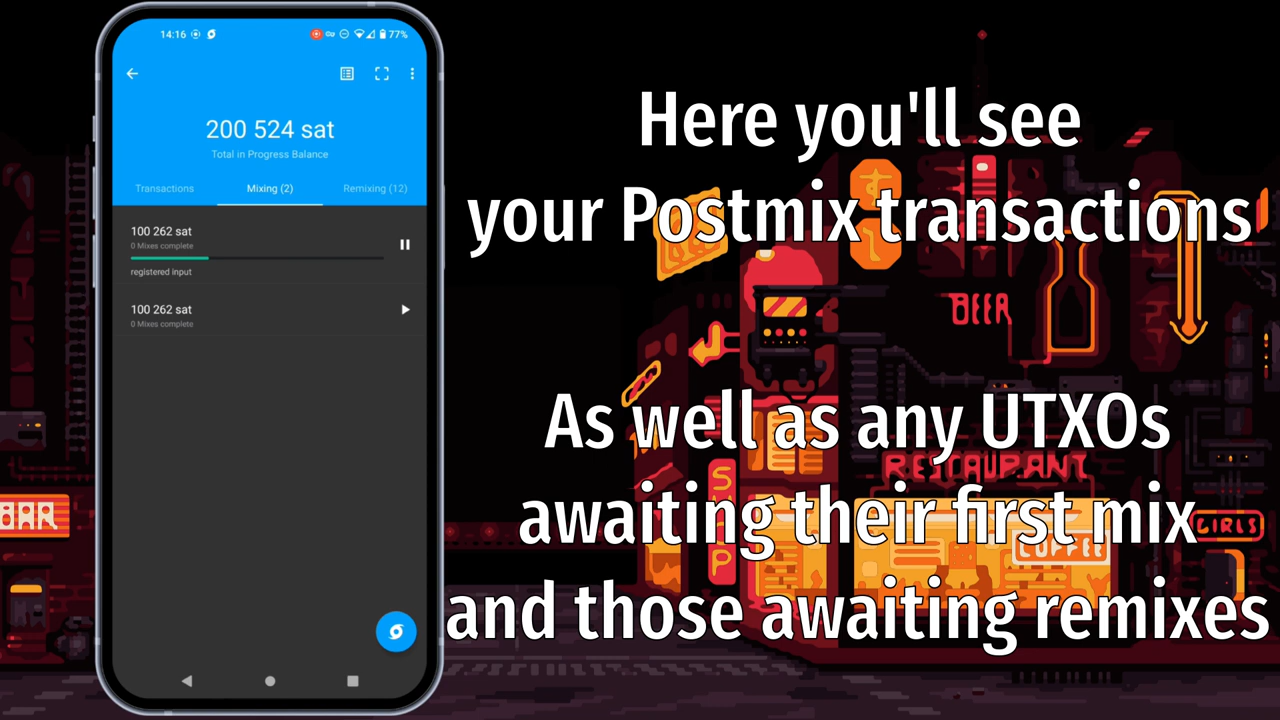 14:16
77%
200 524 sat
Total in Progress Balance
Transactions
Mixing (2)
Remixing (12)
100 262 sat
0 Mixes complete
registered input
100 262 sat
0 Mixes complete
Here you'll see
your Postmix transactions
As well as any UTXOs
awaiting their first mix
and those awaiting remixes
BEER
RESTAURANT
COFFEE
GIRLS
BAR